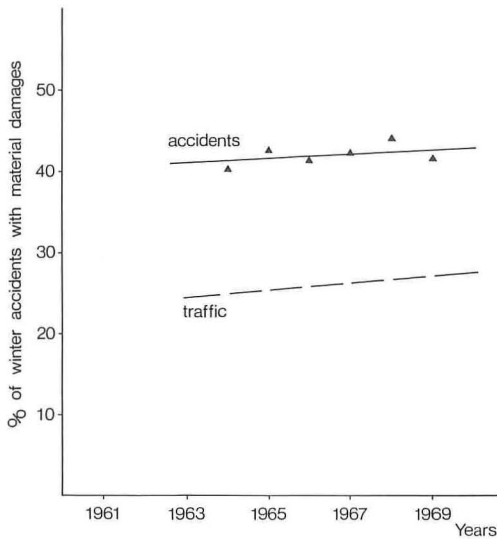 % of winter accidents with material damages
50
40
30
20
10
accidents
traffic
1961 1963 1965 1967 1969
Years